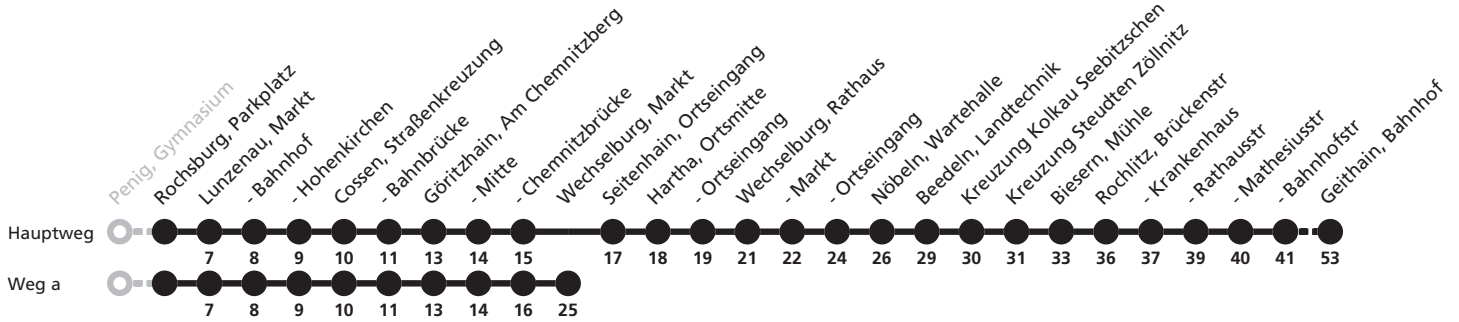 Penig, Gymnasium
Rochsburg, Parkplatz
Lunzenau, Markt
- Bahnhof
- Hohenkirchen
Cossen, Straßenkreuzung
- Bahnbrücke
Göritzhain, Am Chemnitzberg
- Mitte
- Chemnitzbrücke
Wechselburg, Markt
Seitenhain, Ortseingang
Hartha, Ortsmitte
- Ortseingang
Wechselburg, Rathaus
- Markt
- Ortseingang
Nöbeln, Wartehalle
Beedeln, Landtechnik
Kreuzung Kolkau Seebitzschen
Kreuzung Steudten Zöllnitz
Biesern, Mühle
Rochlitz, Brückenstr
- Krankenhaus
- Rathausstr
- Mathesiusstr
- Bahnhofstr
Geithain, Bahnhof
Hauptweg
7 8 9 10 11 13 14 15 17 18 19 21 22 24 26 29 30 31 33 36 37 39 40 41 53
Weg a
7 8 9 10 11 13 14 16 25